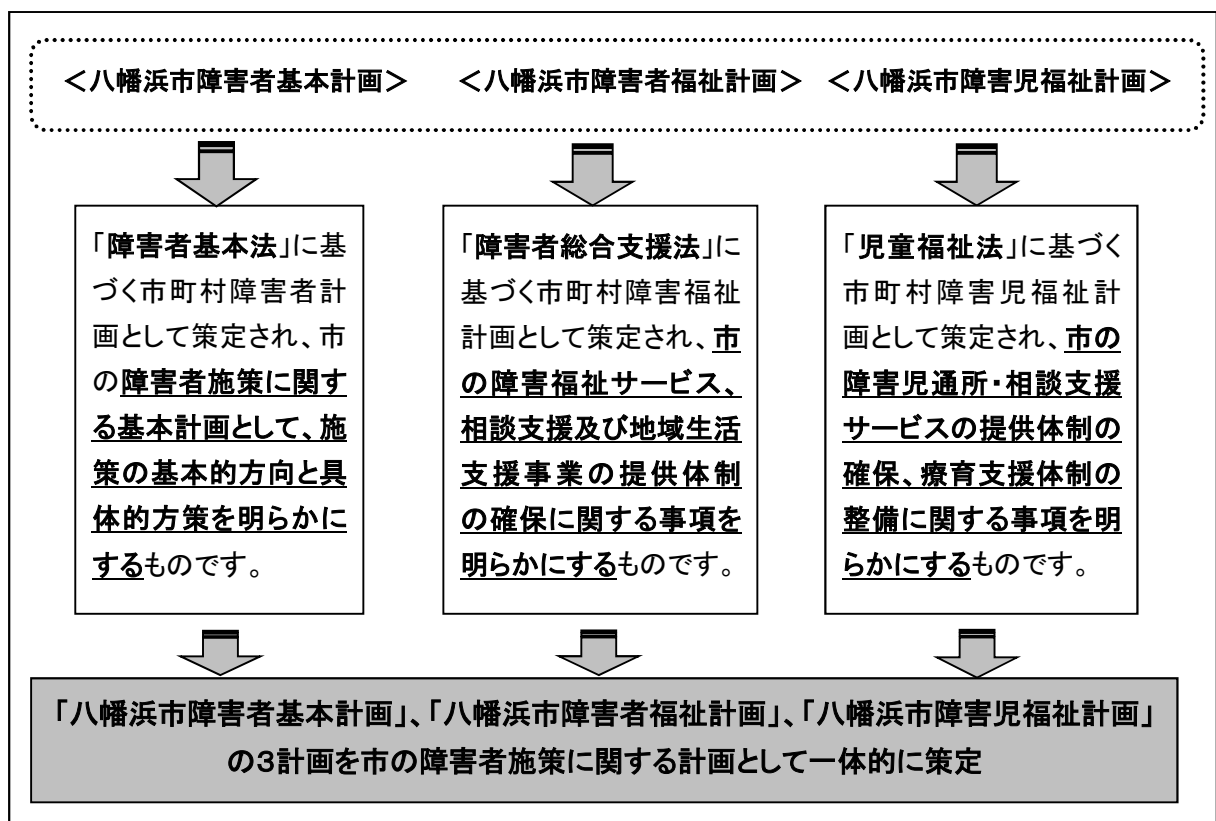 ＜八幡浜市障害者基本計画＞ ＜八幡浜市障害者福祉計画＞ ＜八幡浜市障害児福祉計画＞
「障害者基本法」に基
づく市町村障害者計
画として策定され、市
の障害者施策に関す
る基本計画として、施
策の基本的方向と具
体的方策を明らかに
するものです。
「障害者総合支援法」に
基づく市町村障害福祉
計画として策定され、市
の障害福祉サービス、
相談支援及び地域生活
支援事業の提供体制
の確保に関する事項を
明らかにするものです。
「児童福祉法」に基づく
市町村障害児福祉計
画として策定され、市の
障害児通所・相談支援
サービスの提供体制の
確保、療育支援体制の
整備に関する事項を明
らかにするものです。
「八幡浜市障害者基本計画」、「八幡浜市障害者福祉計画」、「八幡浜市障害児福祉計画」
の３計画を市の障害者施策に関する計画として一体的に策定